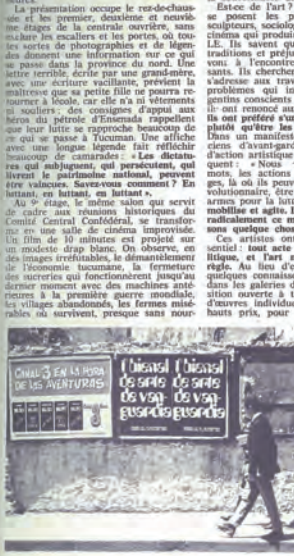 La présentation occupe le rez-de-chaus-
sée et les premier, deuxième et neuviè-
me étages de la centrale ouvrière, sans
exclure les escaliers et les portes, où tou-
tes sortes de photographies et de légen-
des donnent une information sur ce qui
se passe dans la province du nord. Une
lettre terrible, écrite par une grand-mère,
avec une écriture vacillante, prévient la
maîtresse que sa petite fille ne pourra re-
tourner à l'école, car elle n'a ni vêtements
ni souliers ; des consignes d'appui aux
héros du pétrole d'Ensenada rappellent
que leur lutte se rapproche beaucoup de
ce qui se passe à Tucuman. Une affiche
avec une longue légende fait réfléchir
beaucoup de camarades : « Les dictatu-
res qui subjuguent, qui persécutent, qui
livrent le patrimoine national, peuvent
être vaincues. Savez-vous comment ? En
luttant, en luttant, en luttant ».
Au 9e étage, le même salon qui servit
de cadre aux réunions historiques du
Comité Central Confédéral, se transfor-
ma en une salle de cinéma improvisée.
Un film de 10 minutes est projeté sur
un modeste drap blanc. On observe, en
des images irréfutables, le démantèlement
de l'économie tucumane, la fermeture
des sucreries qui fonctionnèrent jusqu'au
dernier moment avec des machines anté-
rieures à la première guerre mondiale,
les villages abandonnés, les fermes misé-
rables où survivent, presque sans nour-
Est-ce de l'art ?
se posent les p
sculpteurs, sociolo
cinéma qui produi
LE. Ils savent qu
traditions et préju
vont à l'encontre
sants. Ils cherchen
s'adresse aux trav
problèmes qui in
gentins conscients
ils ont renoncé au
ils ont préféré s'ur
plutôt qu'être les
Dans un manifest
ciens d'avant-gard
d'action artistique
quent : « Nous
mots, les actions
ges, là où ils peuv
volutionnaire, être
armes pour la lutt
mobilise et agite. I
radicalement ce m
sons quelque chos
Ces artistes ont
sentiel : tout acte
litique, et l'art n
règle. Au lieu d'e
quelques connaiss
dans les galeries d
sition ouverte à t
d'œuvres individue
hauts prix, pour
CANAL 3 EN LA HORA
DE LAS AVENTURAS
1 bienal
de arte
de van-
guardia
1 bienal
de arte
de van-
guardia